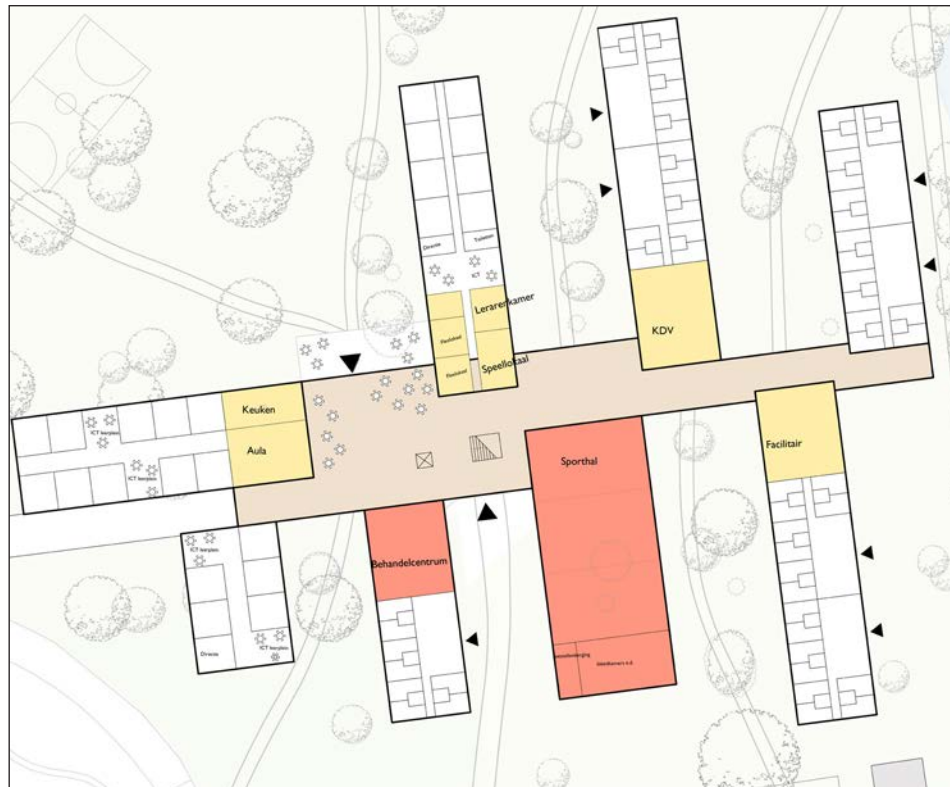 Directie
Toiletten
ICT
Lerarenkamer
Speellokaal
KDV
Keuken
Aula
ICT leerplein
ICT leerplein
Sporthal
Facilitair
Behandelcentrum
ICT leerplein
Directie
ICT leerplein